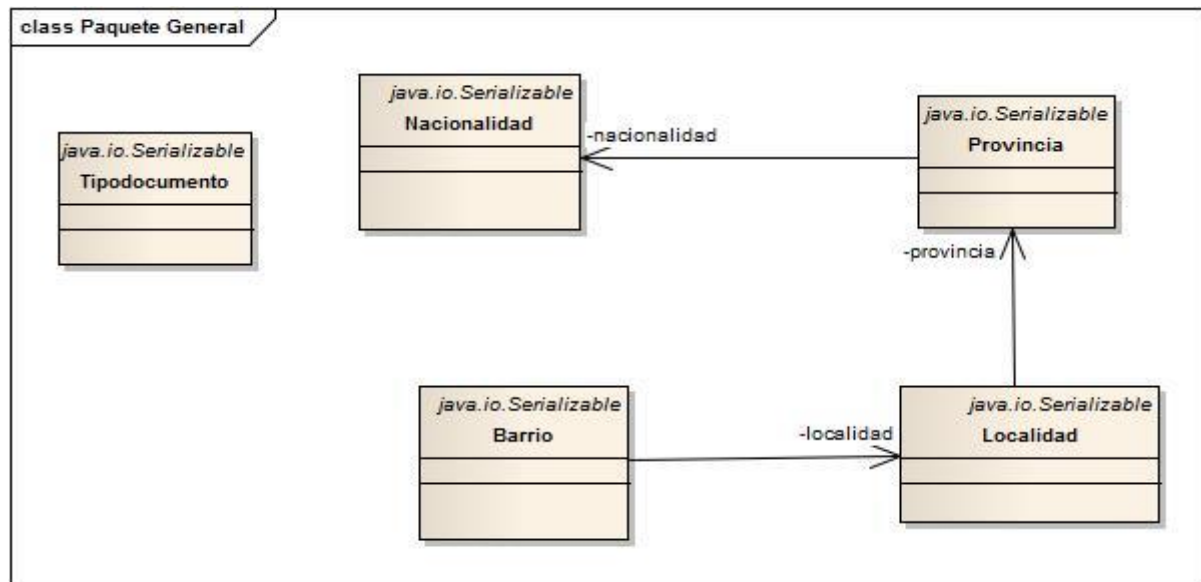 class Paquete General
java.io.Serializable
Nacionalidad
java.io.Serializable
Provincia
java.io.Serializable
Tipodocumento
-nacionalidad
-provincia
java.io.Serializable
Barrio
-localidad
java.io.Serializable
Localidad